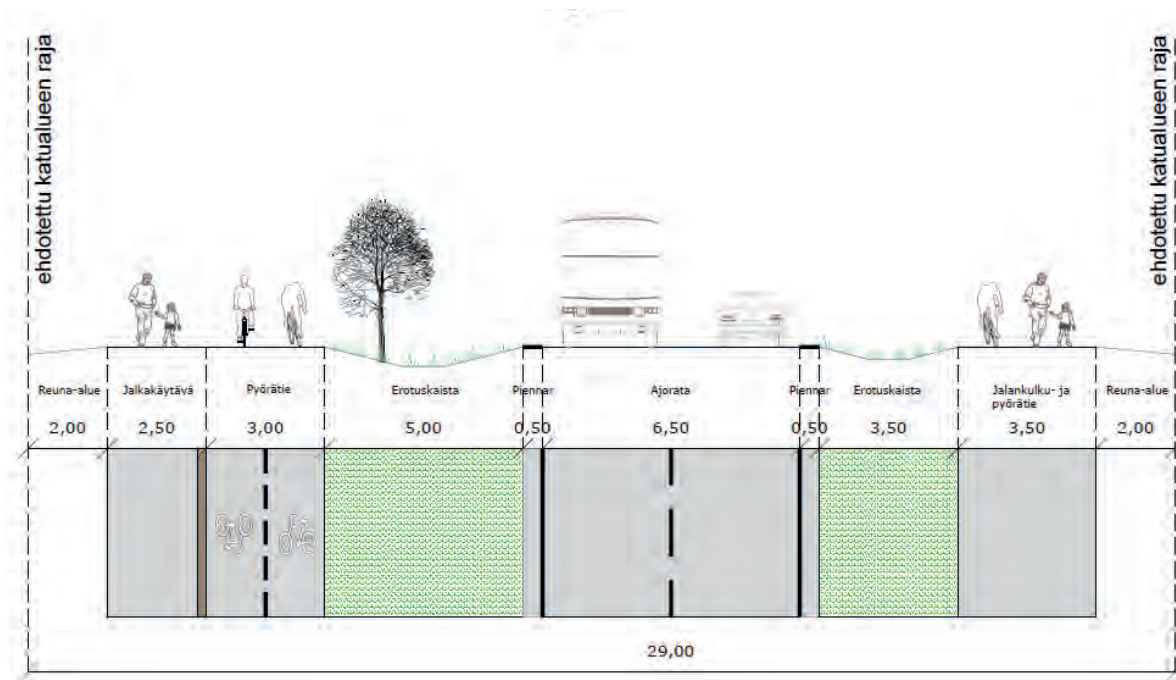 ehdotettu katualueen raja
ehdotettu katualueen raja
Reuna-alue
Jalkakäytävä
Pyörätie
Erotuskaista
Piennar
Ajorata
Piennar
Erotuskaista
Jalankulku- ja
pyörätie
Reuna-alue
2,00
2,50
3,00
5,00
0,50
6,50
0,50
3,50
3,50
2,00
29,00